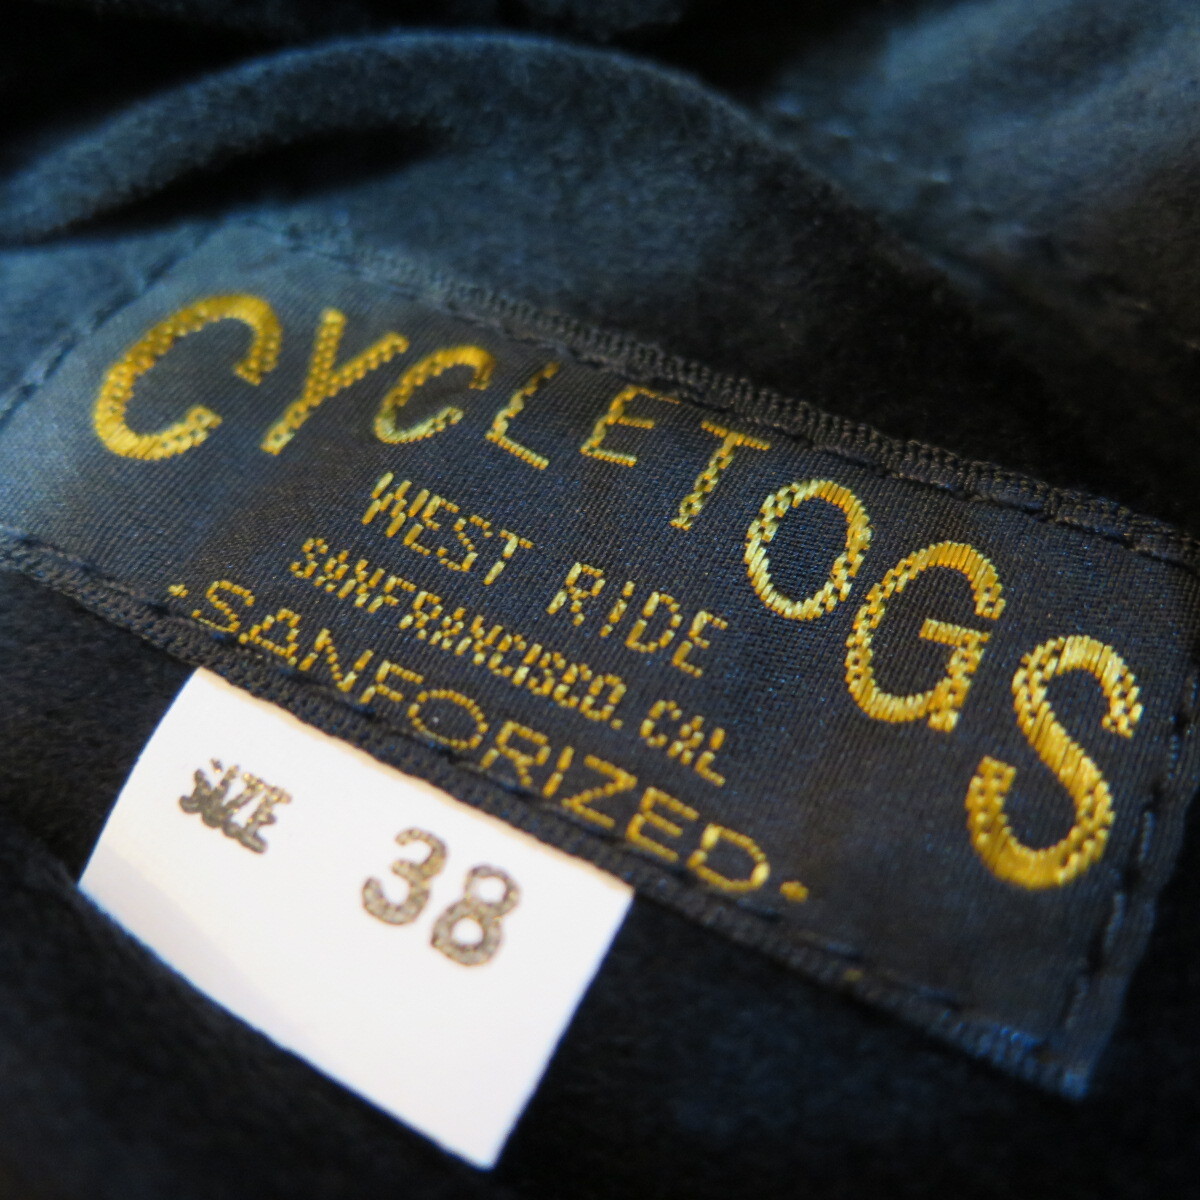 CYCLETOGS
WEST RIDE
SANFRANCISCO. CAL
·SANFORIZED·
SIZE 38